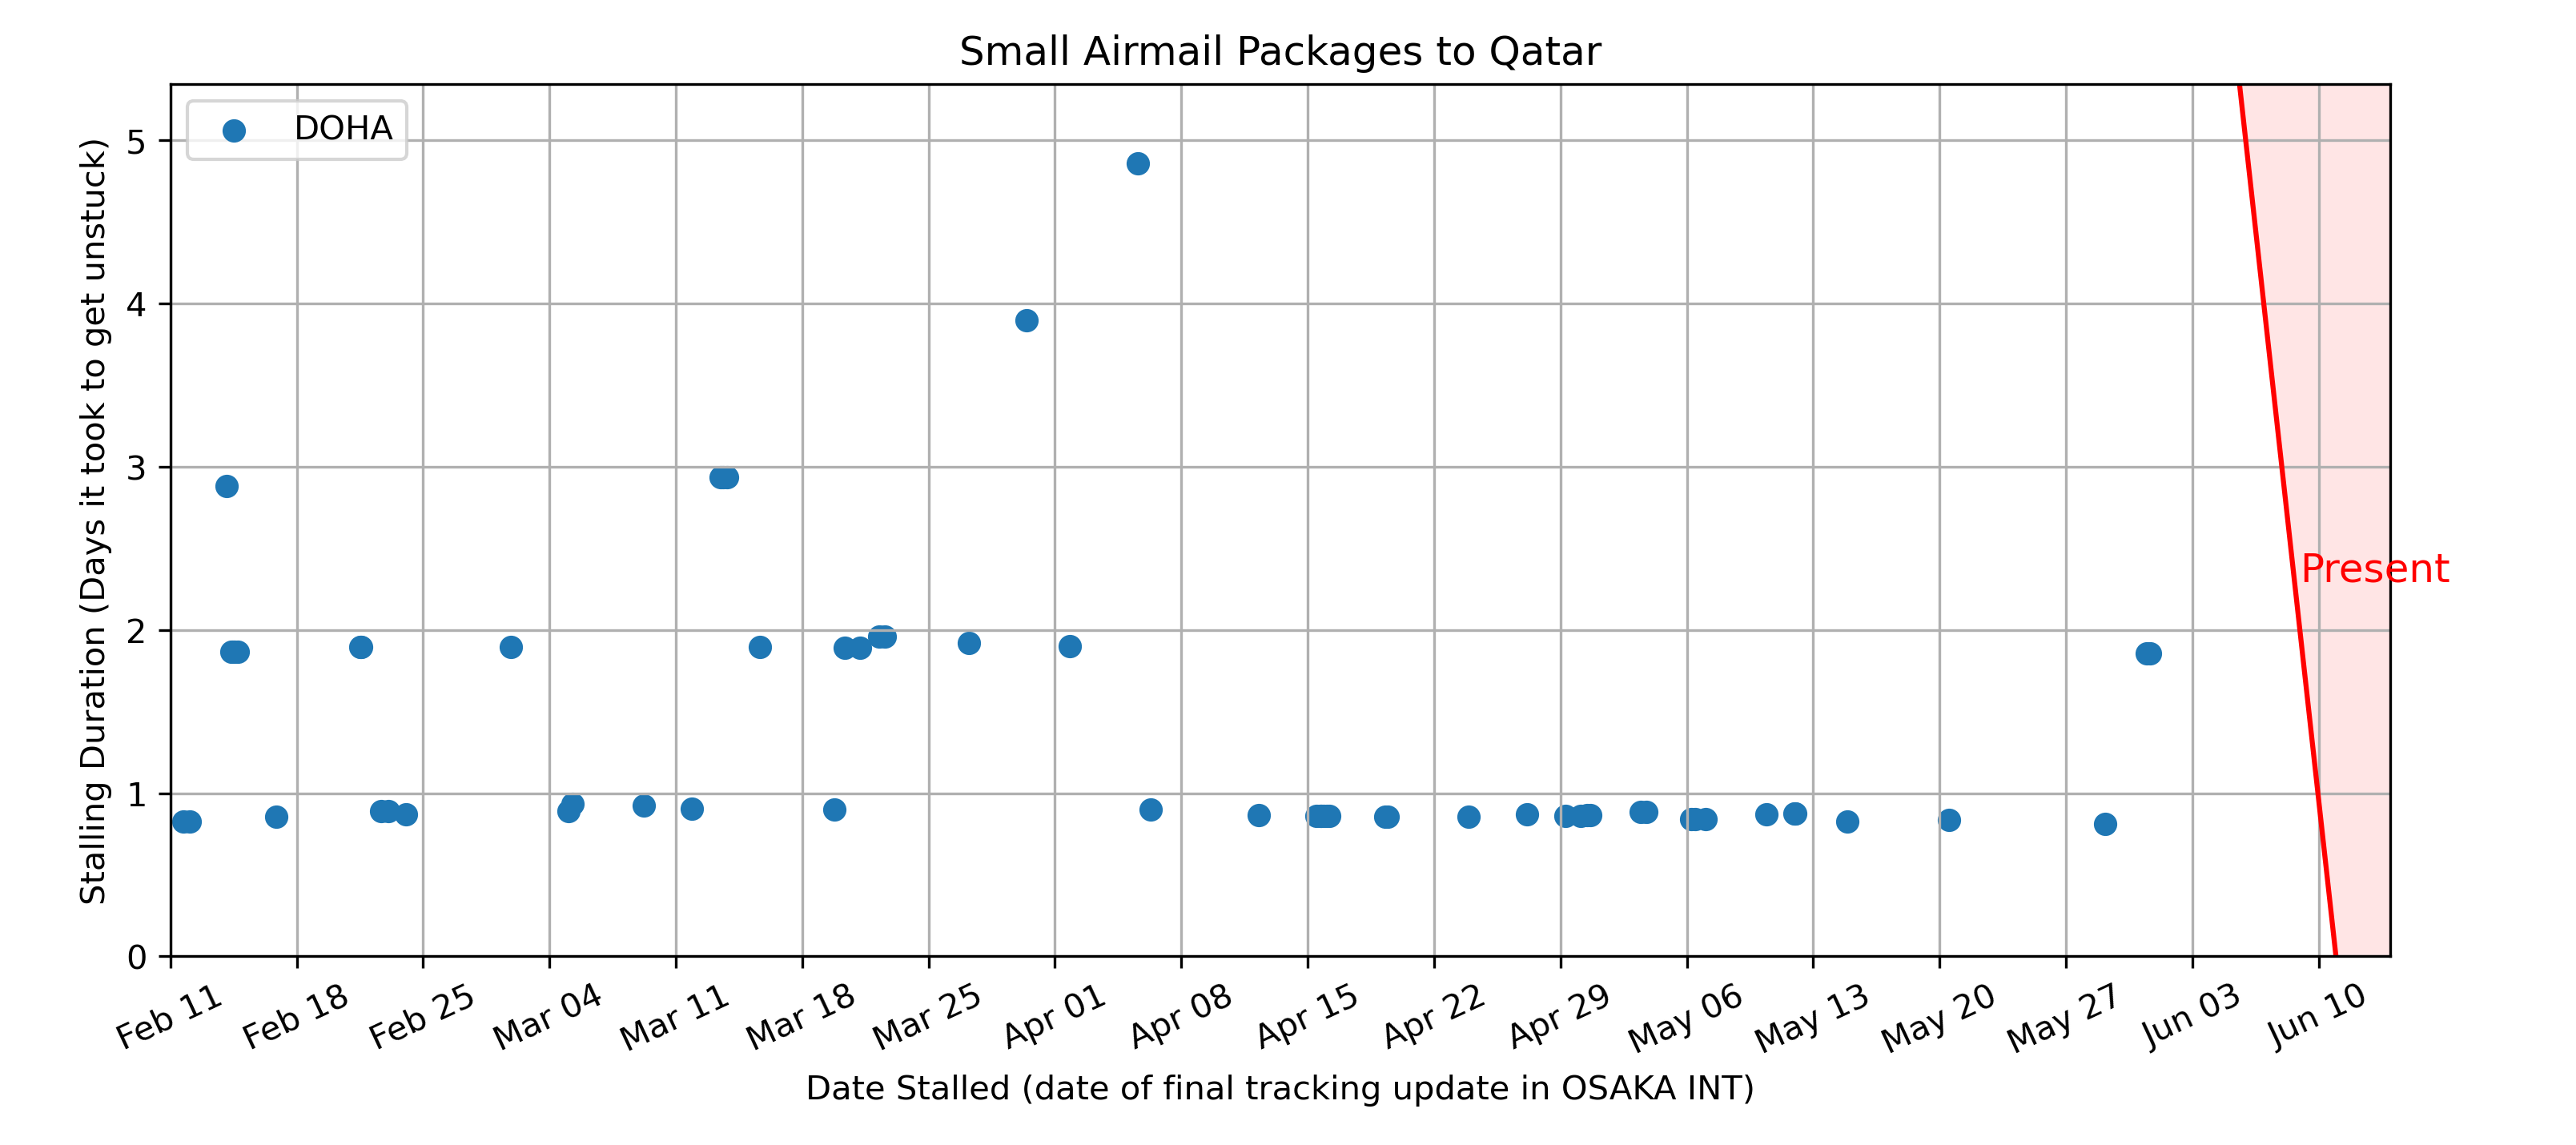 Small Airmail Packages to Qatar
DOHA
Stalling Duration (Days it took to get unstuck)
5
4
3
2
1
0
Present
Feb 11
Feb 18
Feb 25
Mar 04
Mar 11
Mar 18
Mar 25
Apr 01
Apr 08
Apr 15
Apr 22
Apr 29
May 06
May 13
May 20
May 27
Jun 03
Jun 10
Date Stalled (date of final tracking update in OSAKA INT)